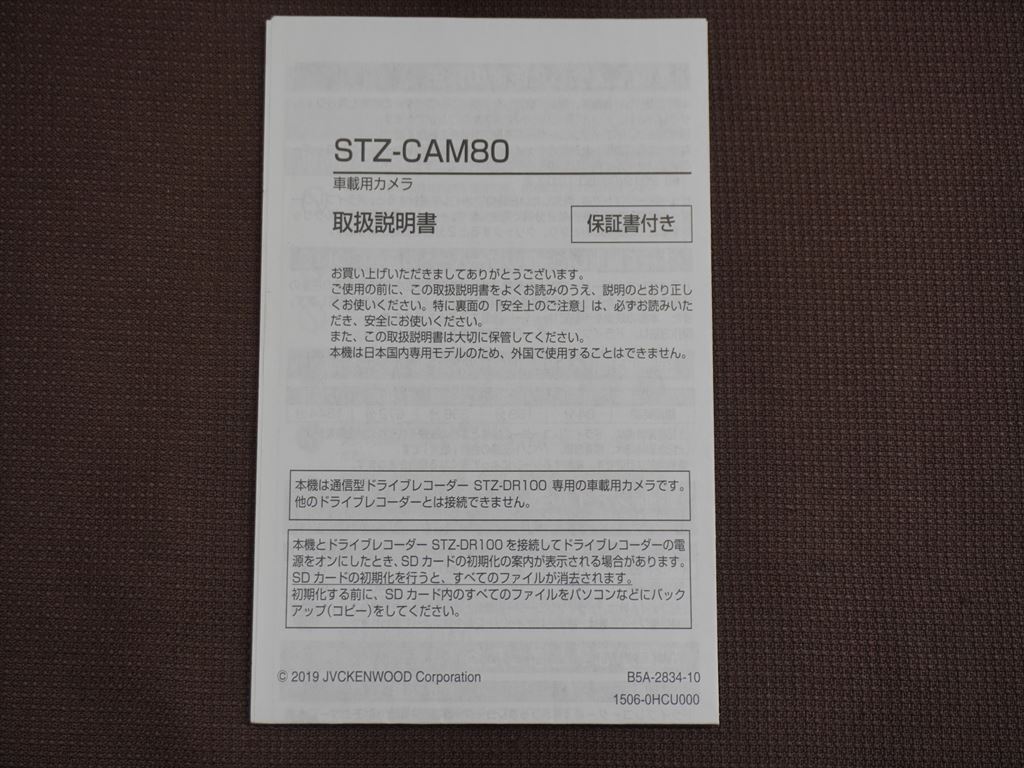 STZ-CAM80
車載用カメラ
取扱説明書
保証書付き
お買い上げいただきましてありがとうございます。
ご使用の前に、この取扱説明書をよくお読みのうえ、説明のとおり正し
くお使いください。特に裏面の「安全上のご注意」は、必ずお読みいた
だき、安全にお使いください。
また、この取扱説明書は大切に保管してください。
本機は日本国内専用モデルのため、外国で使用することはできません。
本機は通信型ドライブレコーダー STZ-DR100 専用の車載用カメラです。
他のドライブレコーダーとは接続できません。
本機とドライブレコーダー STZ-DR100 を接続してドライブレコーダーの電
源をオンにしたとき、SD カードの初期化の案内が表示される場合があります。
SD カードの初期化を行うと、すべてのファイルが消去されます。
初期化する前に、SD カード内のすべてのファイルをパソコンなどにバック
アップ(コピー)をしてください。
© 2019 JVCKENWOOD Corporation
B5A-2834-10
1506-0HCU000